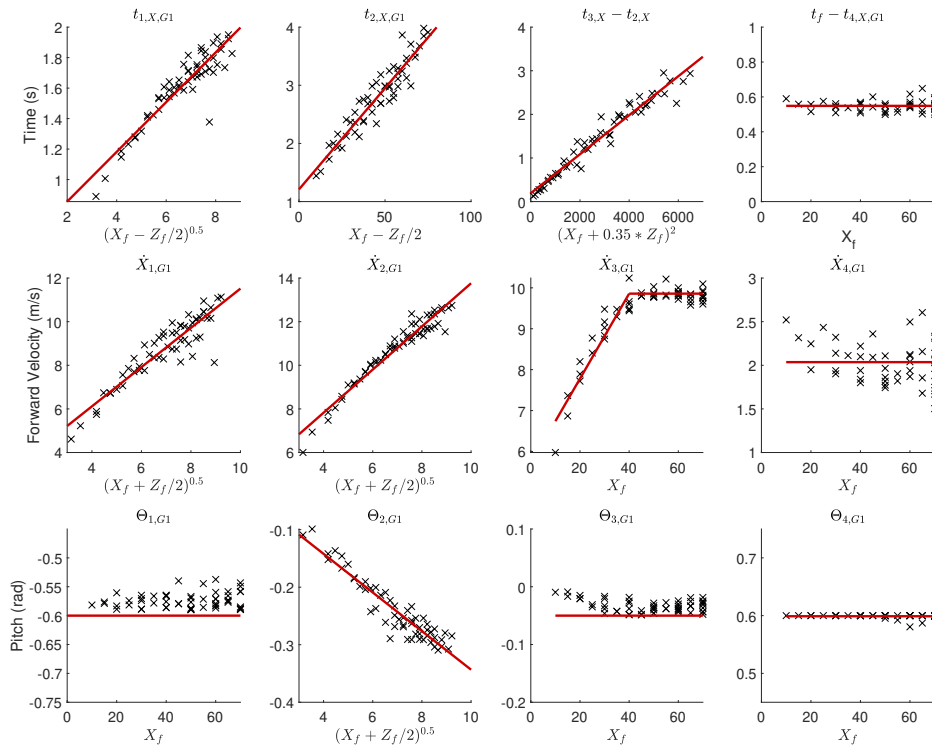 t_{1,X,G1} t_{2,X,G1} t_{3,X} − t_{2,X} t_f − t_{4,X,G1}
Time (s)
2 1.8 1.6 1.4 1.2 1
4 3 2 1
4 3 2 1 0
1 0.8 0.6 0.4 0.2 0
2 4 6 8
0 50 100
0 2000 4000 6000
0 20 40 60
(X_f − Z_f/2)^{0.5} X_f − Z_f/2 (X_f + 0.35 * Z_f)^2 X_f
Ẋ_{1,G1} Ẋ_{2,G1} Ẋ_{3,G1} Ẋ_{4,G1}
Forward Velocity (m/s)
12 10 8 6 4
14 12 10 8 6
10 9 8 7 6
3 2.5 2 1.5 1
4 6 8 10
4 6 8 10
0 20 40 60
0 20 40 60
(X_f + Z_f/2)^{0.5} (X_f + Z_f/2)^{0.5} X_f X_f
Θ_{1,G1} Θ_{2,G1} Θ_{3,G1} Θ_{4,G1}
Pitch (rad)
-0.5 -0.55 -0.6 -0.65 -0.7 -0.75
-0.1 -0.2 -0.3 -0.4
0.1 0 -0.1 -0.2
0.7 0.6 0.5
0 20 40 60
4 6 8 10
0 20 40 60
0 20 40 60
X_f (X_f + Z_f/2)^{0.5} X_f X_f